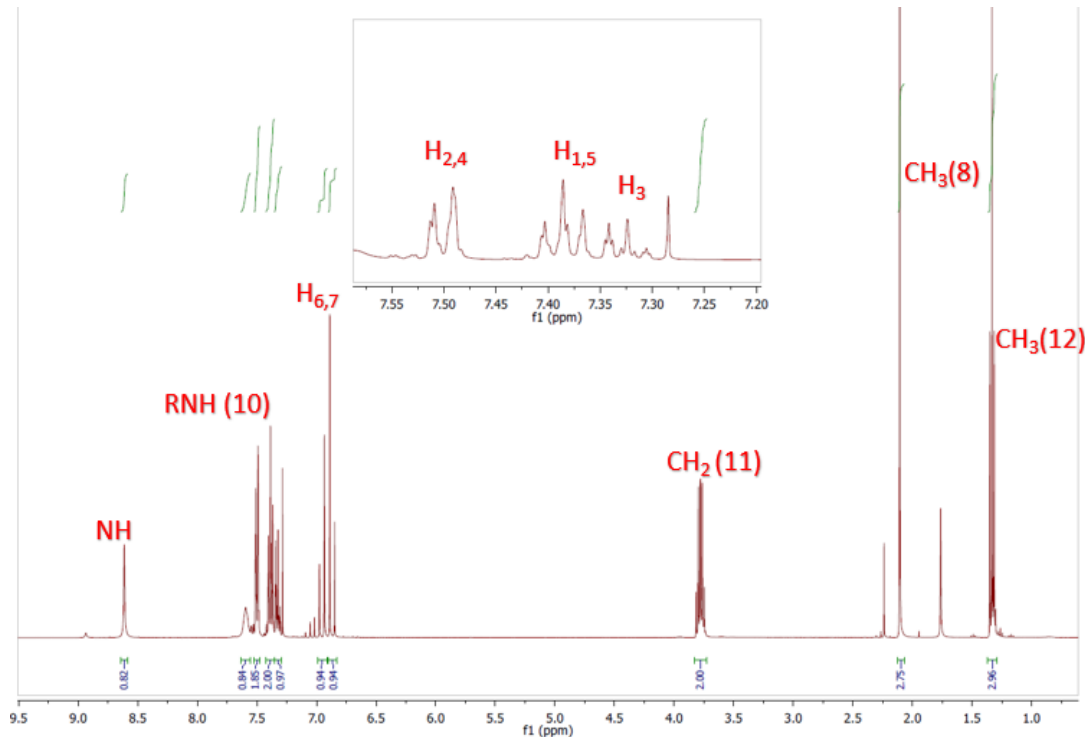 H2,4
H1,5
H3
CH3(8)
7.55 7.50 7.45 7.40 7.35 7.30 7.25 7.20
f1 (ppm)
H6,7
CH3(12)
RNH (10)
CH2 (11)
NH
0.82 0.84 1.85 2.00 0.97 0.94 0.94 2.00 2.75 2.96
9.5 9.0 8.5 8.0 7.5 7.0 6.5 6.0 5.5 5.0 4.5 4.0 3.5 3.0 2.5 2.0 1.5 1.0
f1 (ppm)